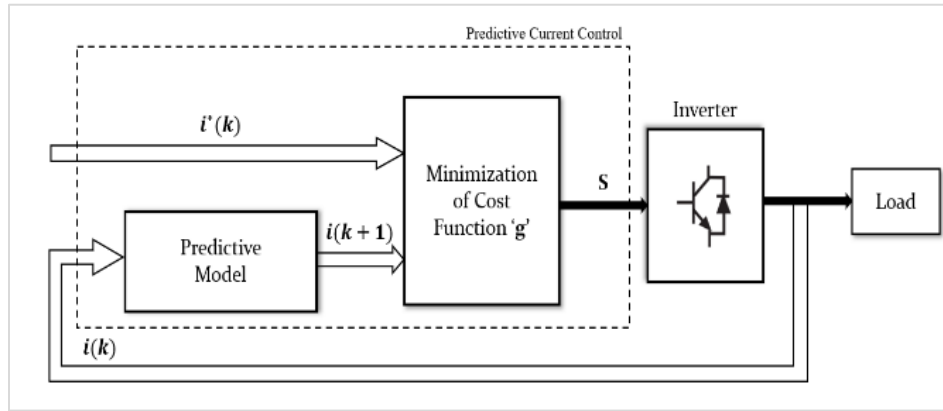 Predictive Current Control
i*(k)
Minimization
of Cost
Function ‘g’
Predictive
Model
i(k + 1)
S
Inverter
Load
i(k)